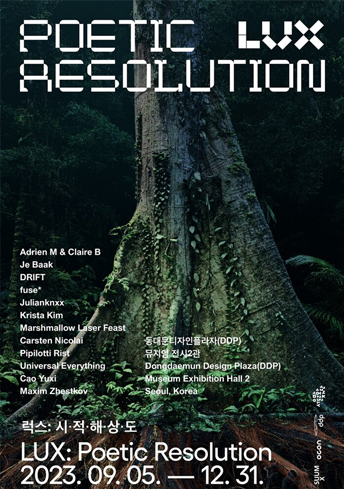 POETIC LUX
RESOLUTION
Adrien M & Claire B
Je Baak
DRIFT
fuse*
Julianknxx
Krista Kim
Marshmallow Laser Feast
Carsten Nicolai
Pipilotti Rist
Universal Everything
Cao Yuxi
Maxim Zhestkov
동대문디자인플라자(DDP)
뮤지엄 전시2관
Dongdaemun Design Plaza(DDP)
Museum Exhibition Hall 2
Seoul, Korea
럭스: 시·적·해·상·도
LUX: Poetic Resolution
2023. 09. 05. — 12. 31.
SUUM X
ddp